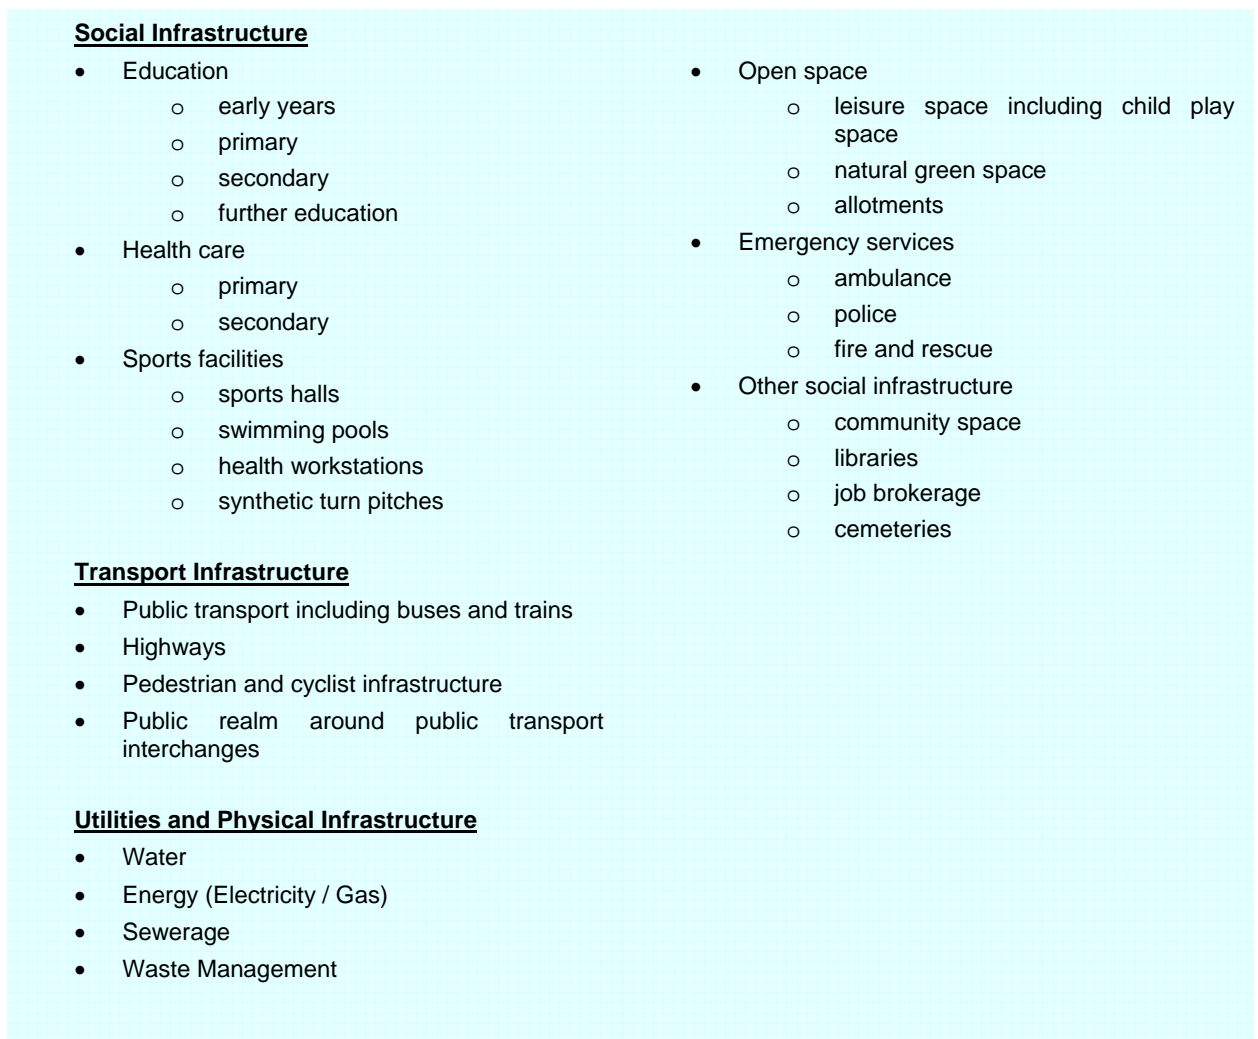 Social Infrastructure
• Education
o early years
o primary
o secondary
o further education
• Health care
o primary
o secondary
• Sports facilities
o sports halls
o swimming pools
o health workstations
o synthetic turn pitches
• Open space
o leisure space including child play
space
o natural green space
o allotments
• Emergency services
o ambulance
o police
o fire and rescue
• Other social infrastructure
o community space
o libraries
o job brokerage
o cemeteries
Transport Infrastructure
• Public transport including buses and trains
• Highways
• Pedestrian and cyclist infrastructure
• Public realm around public transport
interchanges
Utilities and Physical Infrastructure
• Water
• Energy (Electricity / Gas)
• Sewerage
• Waste Management